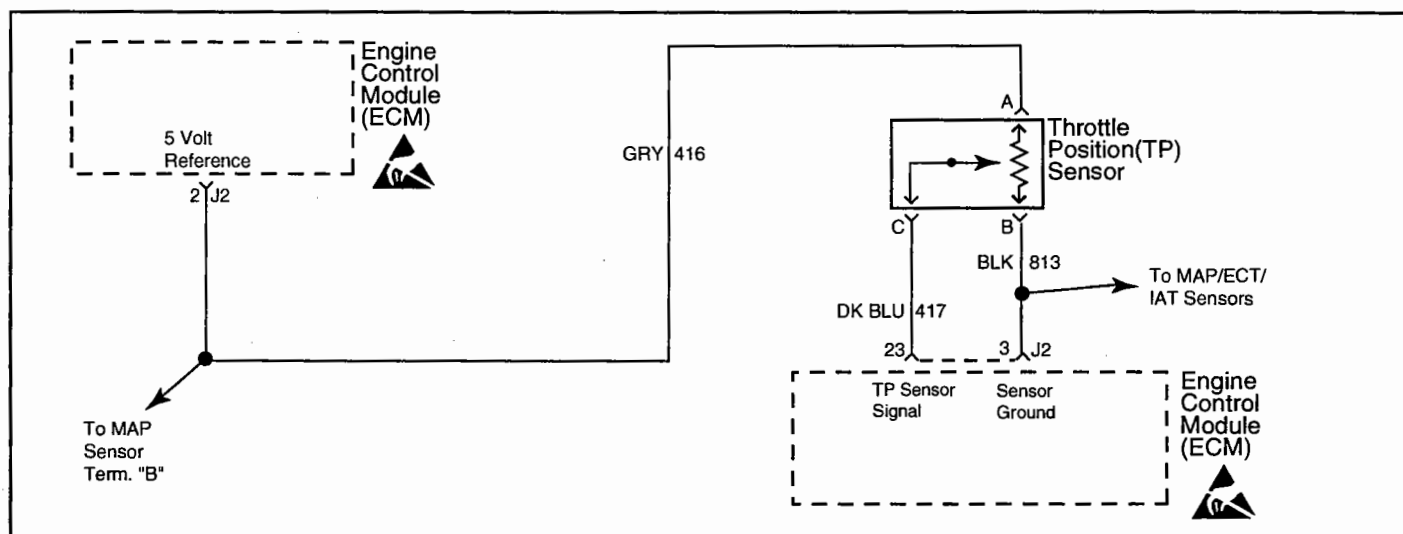 Engine
Control
Module
(ECM)
5 Volt
Reference
2 J2
To MAP
Sensor
Term. "B"
GRY 416
A
Throttle
Position(TP)
Sensor
C B
BLK 813
To MAP/ECT/
IAT Sensors
DK BLU 417
23 3 J2
TP Sensor
Signal
Sensor
Ground
Engine
Control
Module
(ECM)